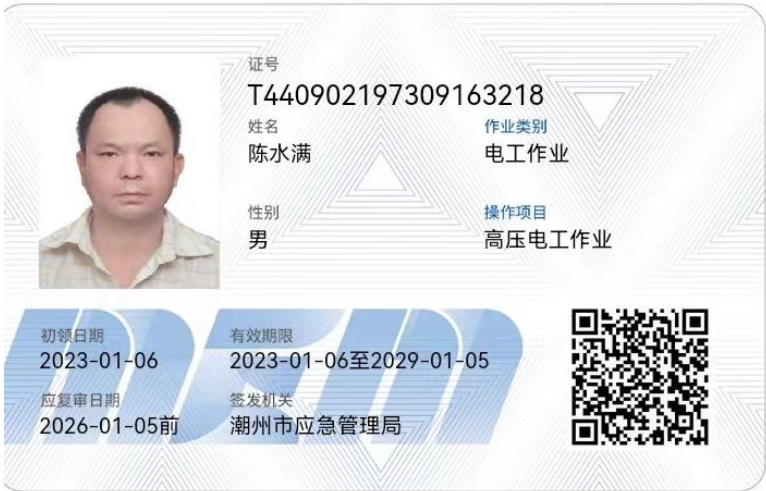 证号
T440902197309163218
姓名
作业类别
陈水满
电工作业
性别
操作项目
男
高压电工作业
初领日期
有效期限
2023-01-06
2023-01-06至2029-01-05
应复审日期
签发机关
2026-01-05前
潮州市应急管理局